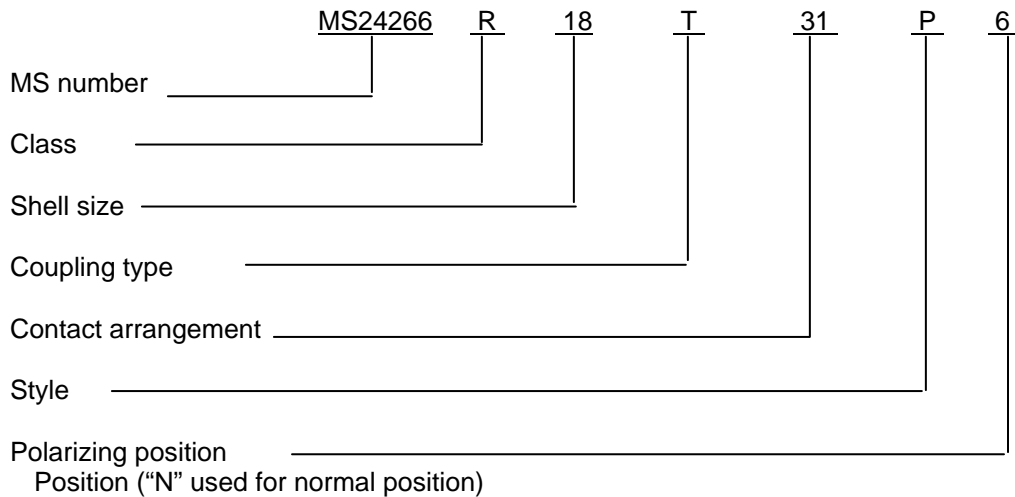 MS24266 R 18 T 31 P 6
MS number
Class
Shell size
Coupling type
Contact arrangement
Style
Polarizing position
Position (“N” used for normal position)